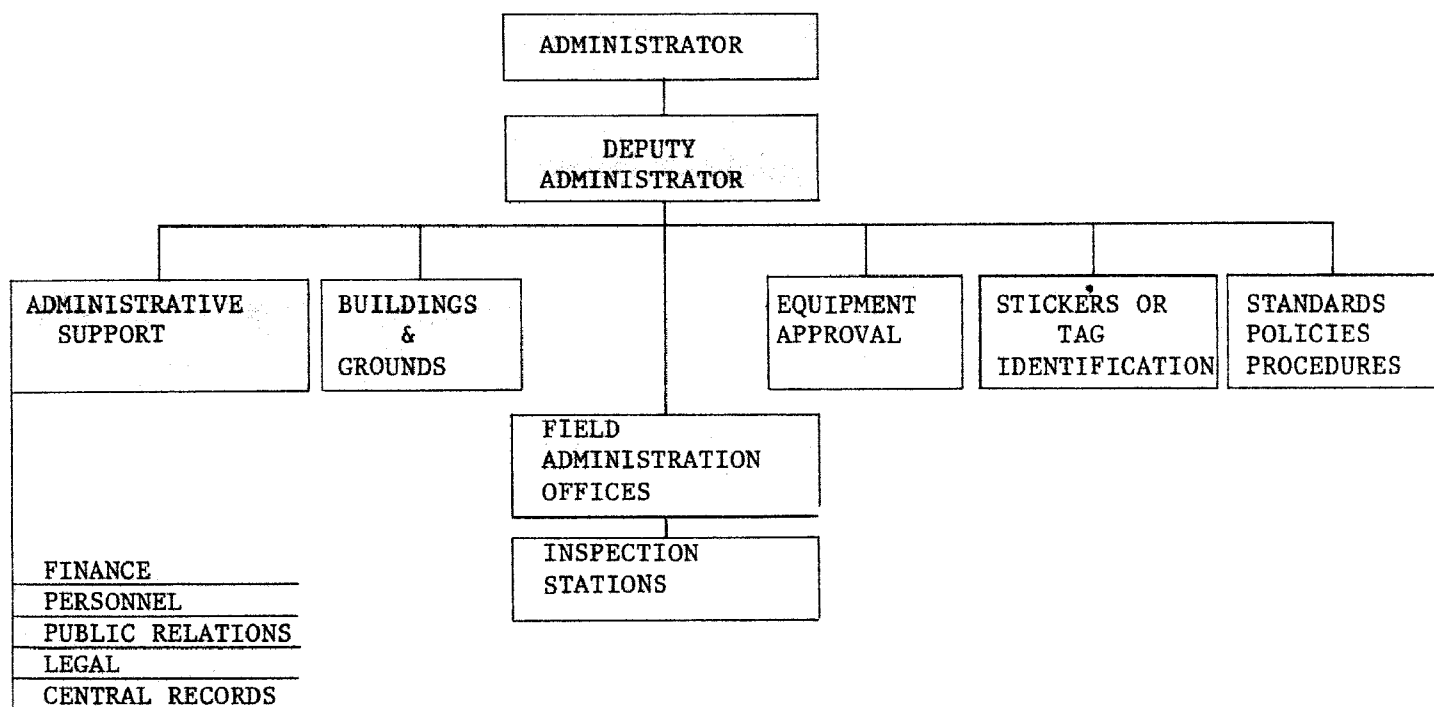 ADMINISTRATOR
DEPUTY
ADMINISTRATOR
ADMINISTRATIVE
SUPPORT
BUILDINGS
&
GROUNDS
EQUIPMENT
APPROVAL
STICKERS OR
TAG
IDENTIFICATION
STANDARDS
POLICIES
PROCEDURES
FIELD
ADMINISTRATION
OFFICES
INSPECTION
STATIONS
FINANCE
PERSONNEL
PUBLIC RELATIONS
LEGAL
CENTRAL RECORDS